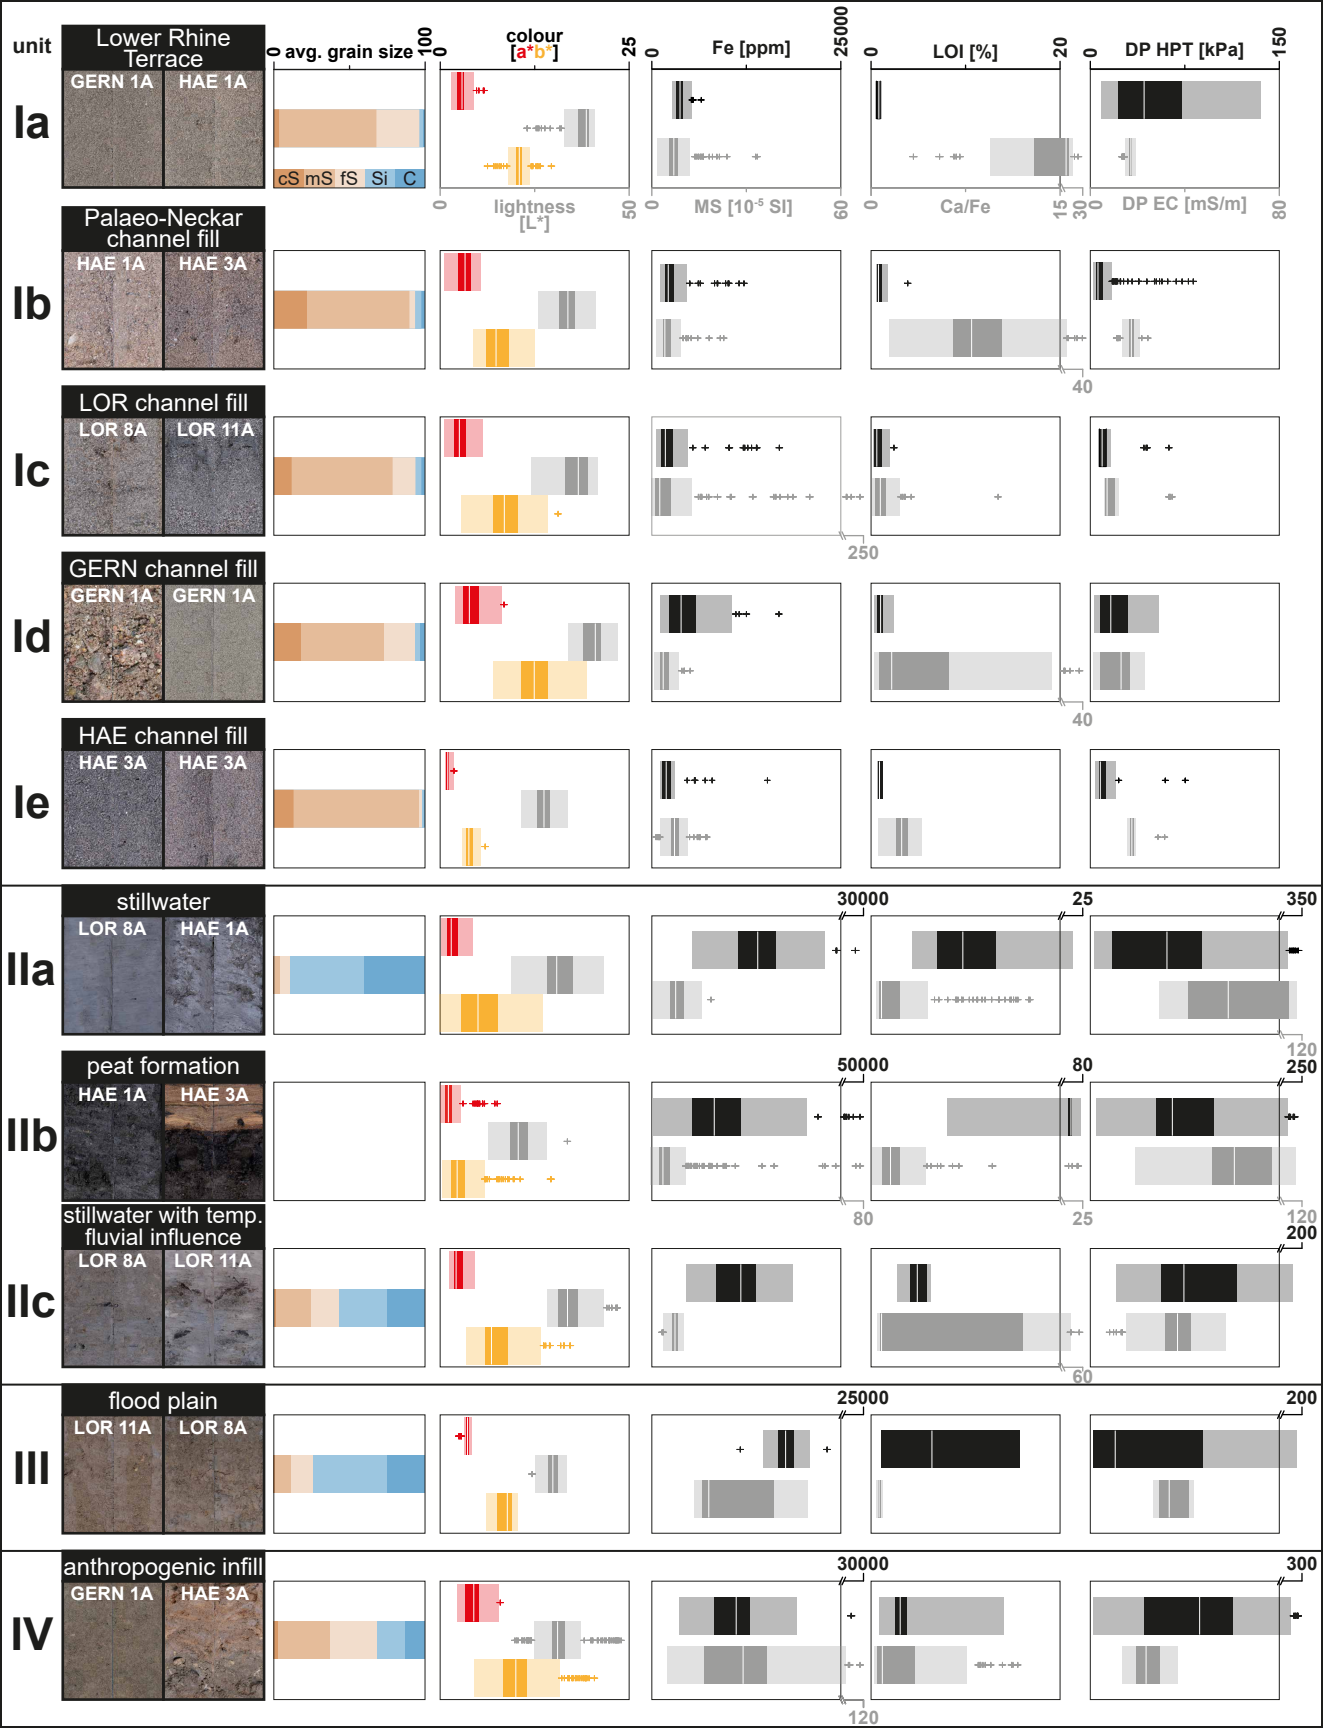 unit
Lower Rhine
Terrace
GERN 1A HAE 1A
0 avg. grain size 100
colour
0 [a*b*] 25
0 Fe [ppm] 25000
0 LOI [%] 20
0 DP HPT [kPa] 150
Ia
cS mS fS Si C
0 lightness 50
[L*]
0 MS [10-5 SI] 60
0 Ca/Fe 15 30
0 DP EC [mS/m] 80
Palaeo-Neckar
channel fill
HAE 1A HAE 3A
Ib
40
LOR channel fill
LOR 8A LOR 11A
Ic
250
GERN channel fill
GERN 1A GERN 1A
Id
40
HAE channel fill
HAE 3A HAE 3A
Ie
stillwater
30000 25 350
LOR 8A HAE 1A
IIa
120
peat formation
50000 80 250
HAE 1A HAE 3A
IIb
80 25 120
stillwater with temp.
fluvial influence
200
LOR 8A LOR 11A
IIc
60
flood plain
25000 200
LOR 11A LOR 8A
III
anthropogenic infill
30000 300
GERN 1A HAE 3A
IV
120